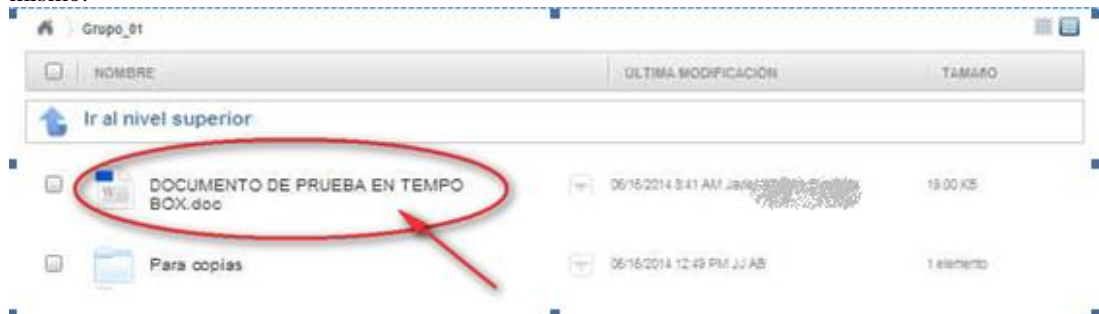 Grupo_01
NOMBRE ÚLTIMA MODIFICACIÓN TAMAÑO
Ir al nivel superior
DOCUMENTO DE PRUEBA EN TEMPO 06/16/2014 8:41 AM 19.00 KB
BOX.doc
Para copias 06/16/2014 12:49 PM JJ AB 1 elemento